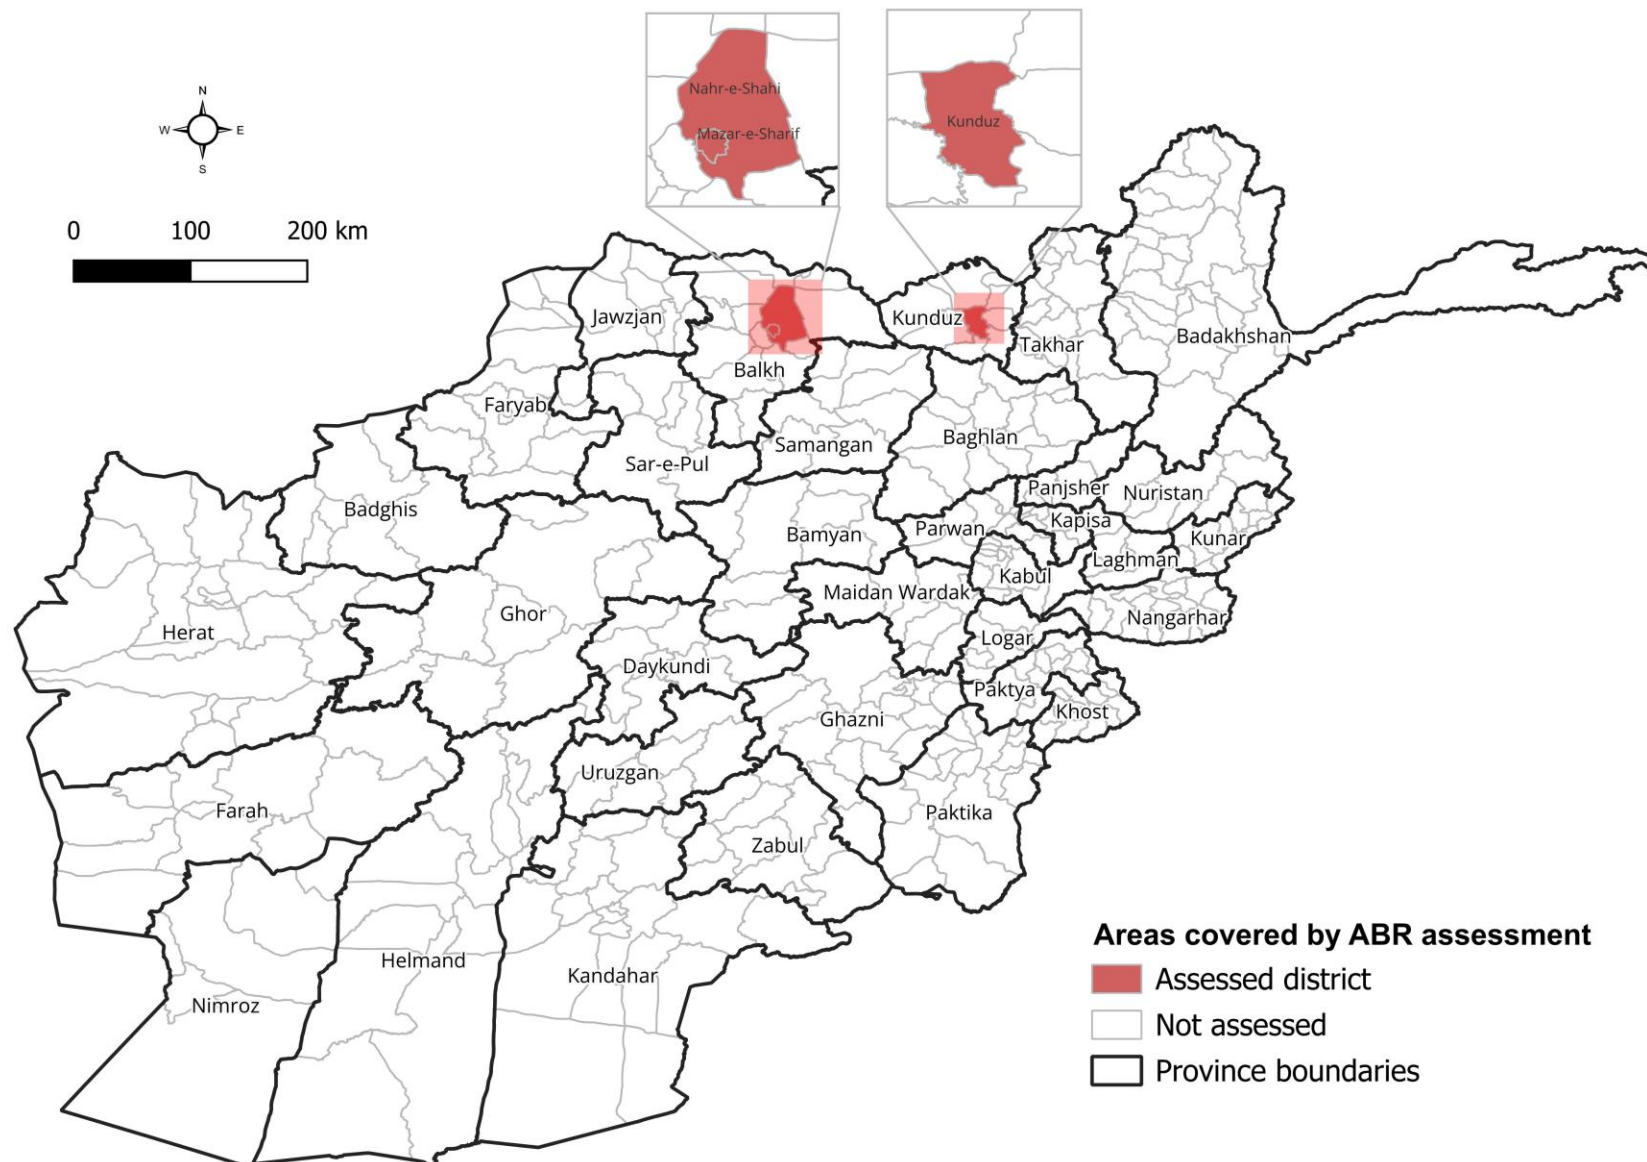 Nahr-e-Shahi
Mazar-e-Sharif
Kunduz
N
W
E
S
0 100 200 km
Jawzjan
Kunduz
Takhar
Badakhshan
Balkh
Faryab
Samangan
Baghlan
Sar-e-Pul
Badghis
Panjsher
Nuristan
Bamyan
Parwan
Kapisa
Kunar
Laghman
Kabul
Maidan Wardak
Nangarhar
Herat
Ghor
Logar
Daykundi
Paktya
Khost
Ghazni
Uruzgan
Farah
Paktika
Zabul
Helmand
Kandahar
Nimroz
Areas covered by ABR assessment
Assessed district
Not assessed
Province boundaries